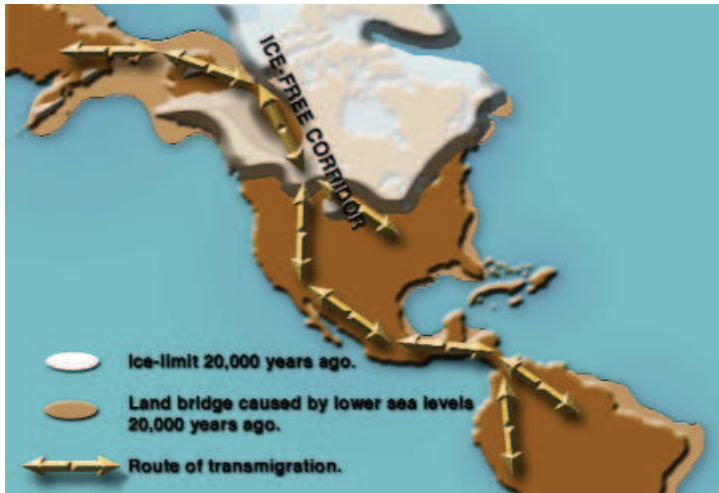 ICE-FREE CORRIDOR
Ice-limit 20,000 years ago.
Land bridge caused by lower sea levels
20,000 years ago.
Route of transmigration.